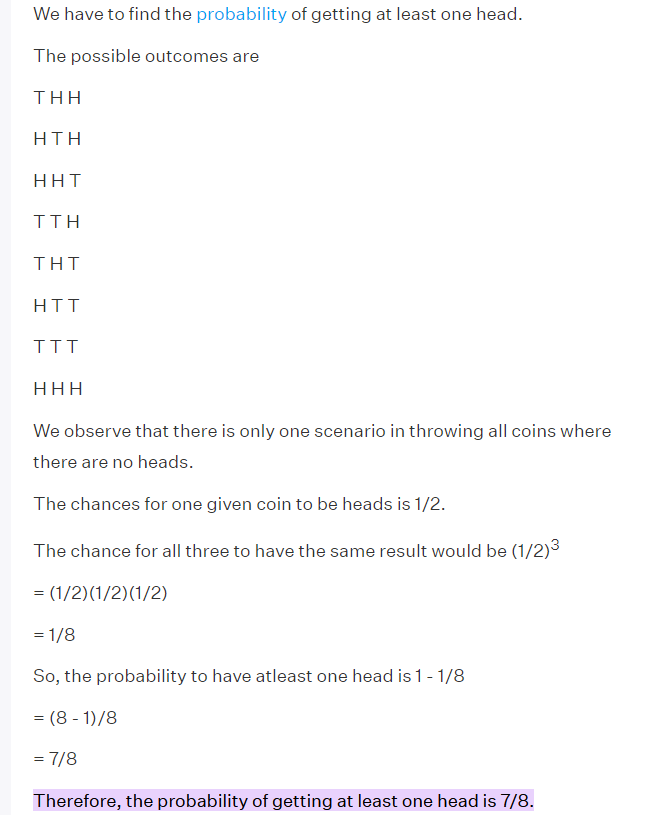 We have to find the probability of getting at least one head.
The possible outcomes are
T H H
H T H
H H T
T T H
T H T
H T T
T T T
H H H
We observe that there is only one scenario in throwing all coins where
there are no heads.
The chances for one given coin to be heads is 1/2.
The chance for all three to have the same result would be (1/2)³
= (1/2)(1/2)(1/2)
= 1/8
So, the probability to have atleast one head is 1 - 1/8
= (8 - 1)/8
= 7/8
Therefore, the probability of getting at least one head is 7/8.